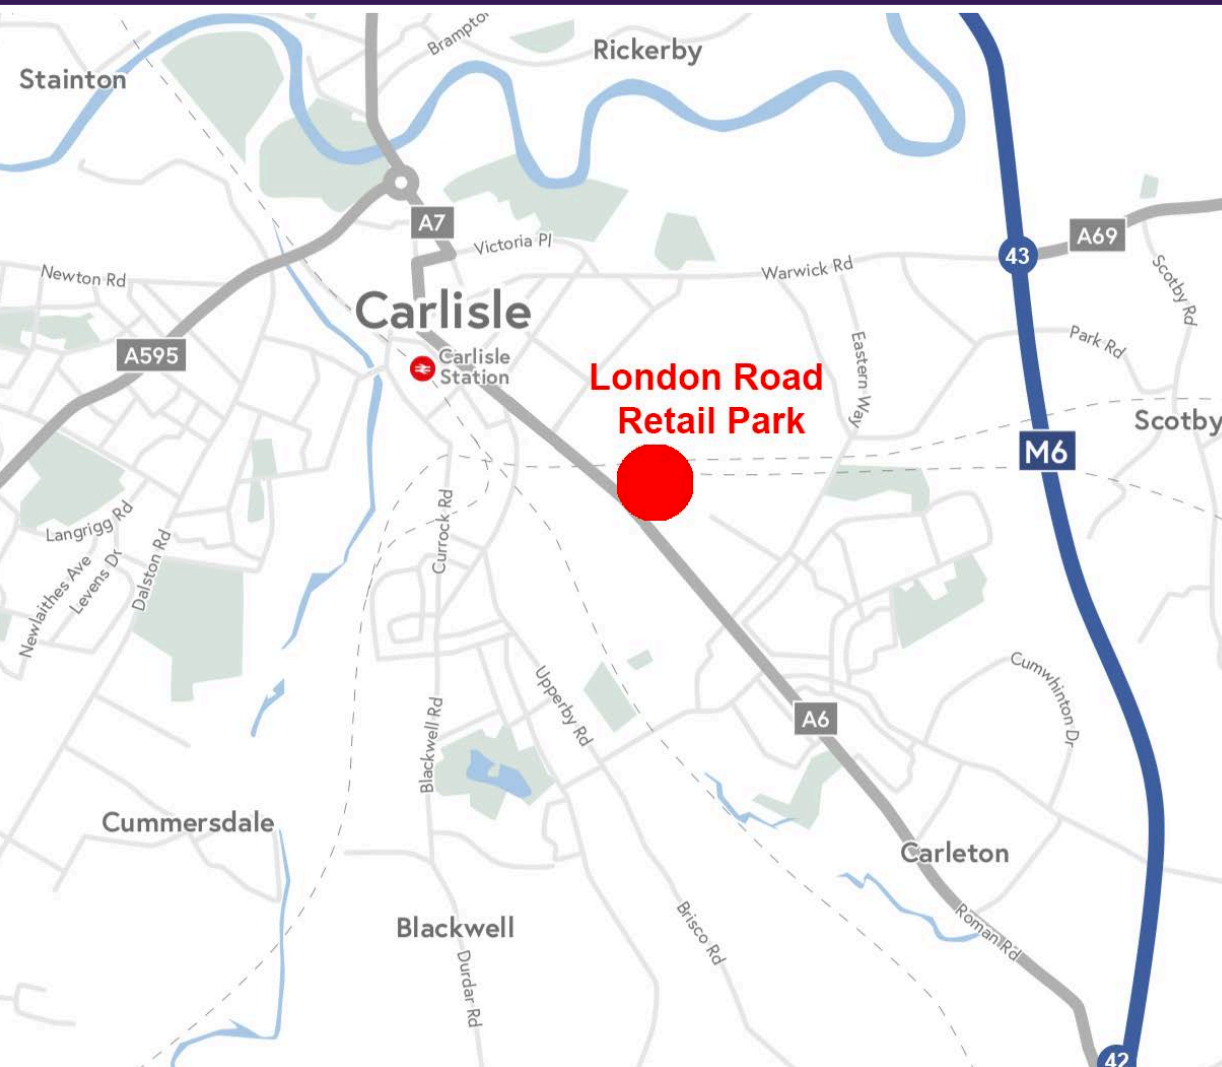 Brampto
Rickerby
Stainton
A7
Victoria Pl
A69
43
Warwick Rd
Newton Rd
Scotby Rd
Carlisle
Park Rd
A595
Carlisle
Station
Eastern Way
London Road
Retail Park
Scotby
M6
Langrigg Rd
Currock Rd
Newlaithes Ave
Levens Dr
Dalston Rd
Cumwhinton Dr
Upperby Rd
Blackwell Rd
A6
Cummersdale
Carleton
Blackwell
Brisco Rd
Roman Rd
Durdar Rd
42